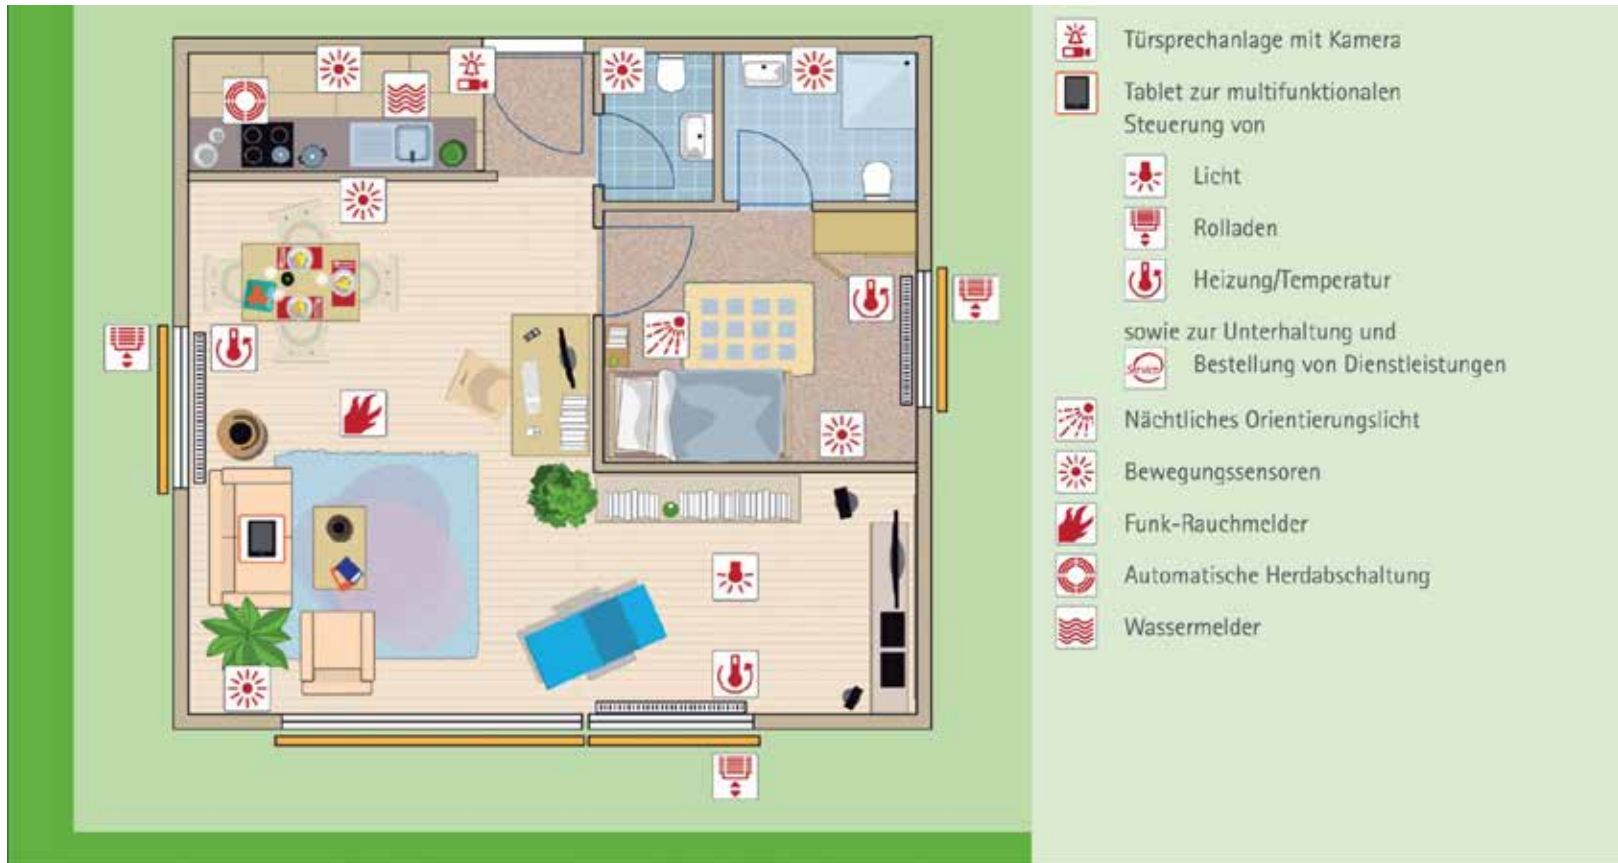 Türsprechanlage mit Kamera
Tablet zur multifunktionalen
Steuerung von
Licht
Rolladen
Heizung/Temperatur
sowie zur Unterhaltung und
Service
Bestellung von Dienstleistungen
Nächtliches Orientierungslicht
Bewegungssensoren
Funk-Rauchmelder
Automatische Herdabschaltung
Wassermelder